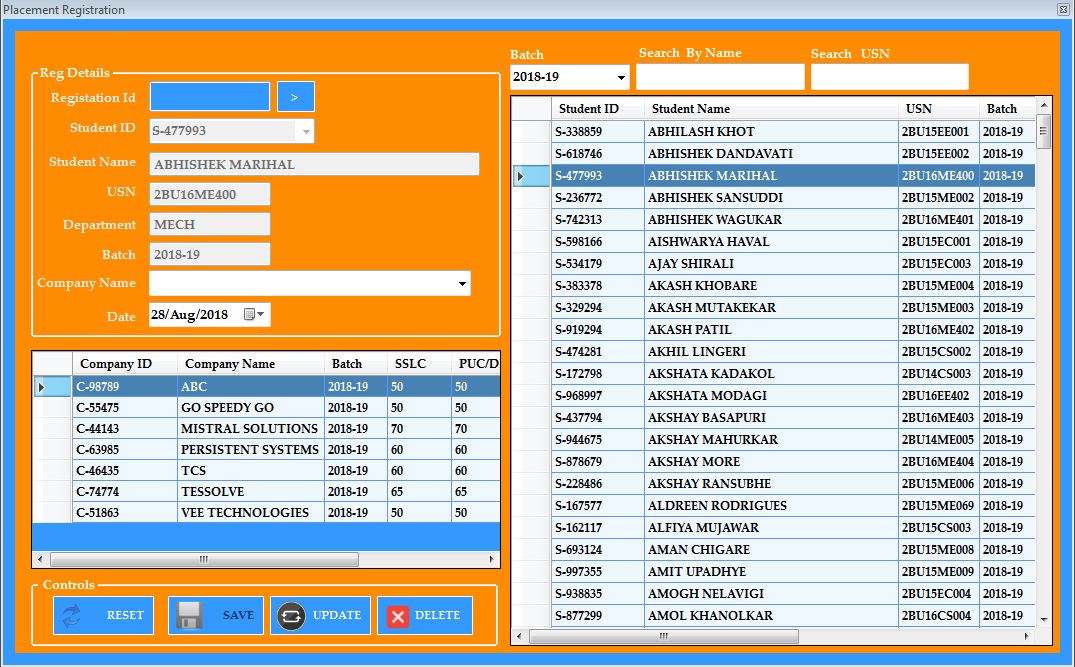 Placement Registration
Reg Details
Registation Id >
Student ID S-477993
Student Name ABHISHEK MARIHAL
USN 2BU16ME400
Department MECH
Batch 2018-19
Company Name
Date 28/Aug/2018
Company ID Company Name Batch SSLC PUC/D
C-98789 ABC 2018-19 50 50
C-55475 GO SPEEDY GO 2018-19 50 50
C-44143 MISTRAL SOLUTIONS 2018-19 70 70
C-63985 PERSISTENT SYSTEMS 2018-19 60 60
C-46435 TCS 2018-19 60 60
C-74774 TESSOLVE 2018-19 65 65
C-51863 VEE TECHNOLOGIES 2018-19 50 50
Controls
RESET SAVE UPDATE DELETE
Batch Search By Name Search USN
2018-19
Student ID Student Name USN Batch
S-338859 ABHILASH KHOT 2BU15EE001 2018-19
S-618746 ABHISHEK DANDAVATI 2BU15EE002 2018-19
S-477993 ABHISHEK MARIHAL 2BU16ME400 2018-19
S-236772 ABHISHEK SANSUDDI 2BU15ME002 2018-19
S-742313 ABHISHEK WAGUKAR 2BU16ME401 2018-19
S-598166 AISHWARYA HAVAL 2BU15EC001 2018-19
S-534179 AJAY SHIRALI 2BU15EC003 2018-19
S-383378 AKASH KHOBARE 2BU15ME004 2018-19
S-329294 AKASH MUTAKEKAR 2BU15ME003 2018-19
S-919294 AKASH PATIL 2BU16ME402 2018-19
S-474281 AKHIL LINGERI 2BU15CS002 2018-19
S-172798 AKSHATA KADAKOL 2BU14CS003 2018-19
S-968997 AKSHATA MODAGI 2BU16EE402 2018-19
S-437794 AKSHAY BASAPURI 2BU16ME403 2018-19
S-944675 AKSHAY MAHURKAR 2BU14ME005 2018-19
S-878679 AKSHAY MORE 2BU16ME404 2018-19
S-228486 AKSHAY RANSUBHE 2BU15ME006 2018-19
S-167577 ALDREEN RODRIGUES 2BU15ME069 2018-19
S-162117 ALFIYA MUJAWAR 2BU15CS003 2018-19
S-693124 AMAN CHIGARE 2BU15ME008 2018-19
S-997355 AMIT UPADHYE 2BU15ME009 2018-19
S-938835 AMOGH NELAVIGI 2BU15EC004 2018-19
S-877299 AMOL KHANOLKAR 2BU16CS004 2018-19